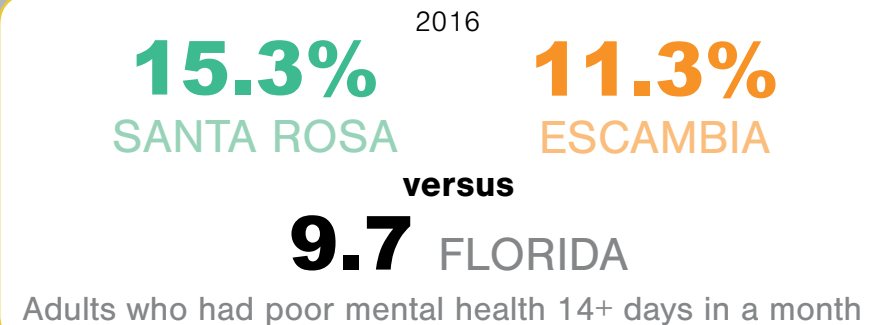 2016
15.3% 11.3%
SANTA ROSA ESCAMBIA
versus
9.7 FLORIDA
Adults who had poor mental health 14+ days in a month